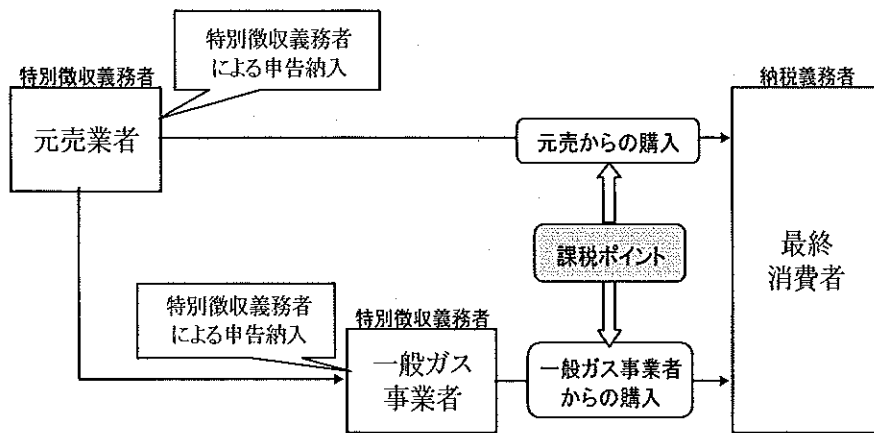 特別徴収義務者
による申告納入
特別徴収義務者
元売業者
元売からの購入
納税義務者
最終
消費者
課税ポイント
特別徴収義務者
による申告納入
特別徴収義務者
一般ガス
事業者
一般ガス事業者
からの購入